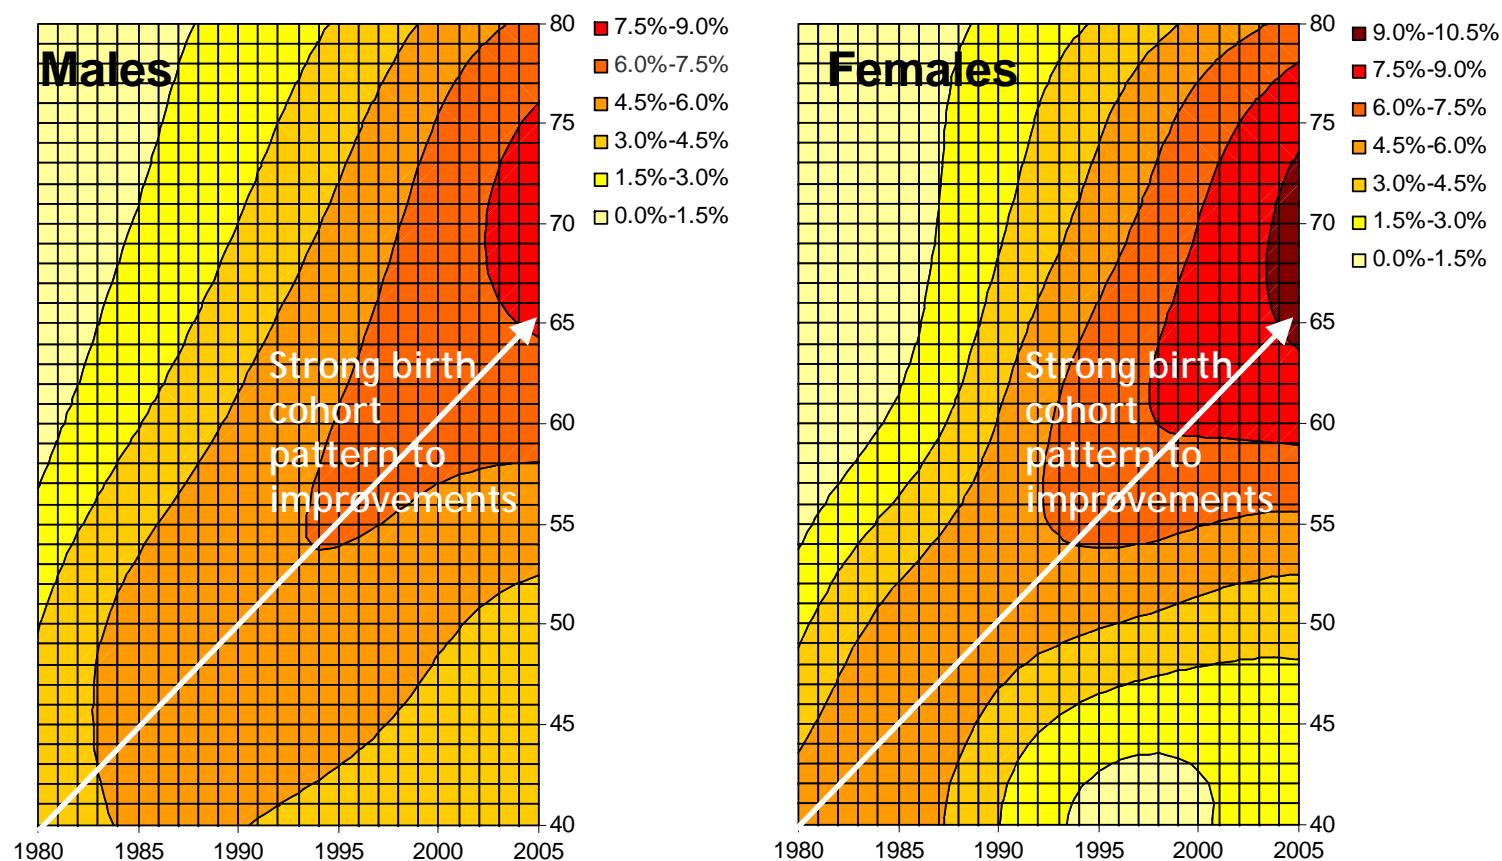 Males
80
75
70
65
60
55
50
45
40
1980 1985 1990 1995 2000 2005
7.5%-9.0%
6.0%-7.5%
4.5%-6.0%
3.0%-4.5%
1.5%-3.0%
0.0%-1.5%
Strong birth
cohort
pattern to
improvements
Females
80
75
70
65
60
55
50
45
40
1980 1985 1990 1995 2000 2005
9.0%-10.5%
7.5%-9.0%
6.0%-7.5%
4.5%-6.0%
3.0%-4.5%
1.5%-3.0%
0.0%-1.5%
Strong birth
cohort
pattern to
improvements